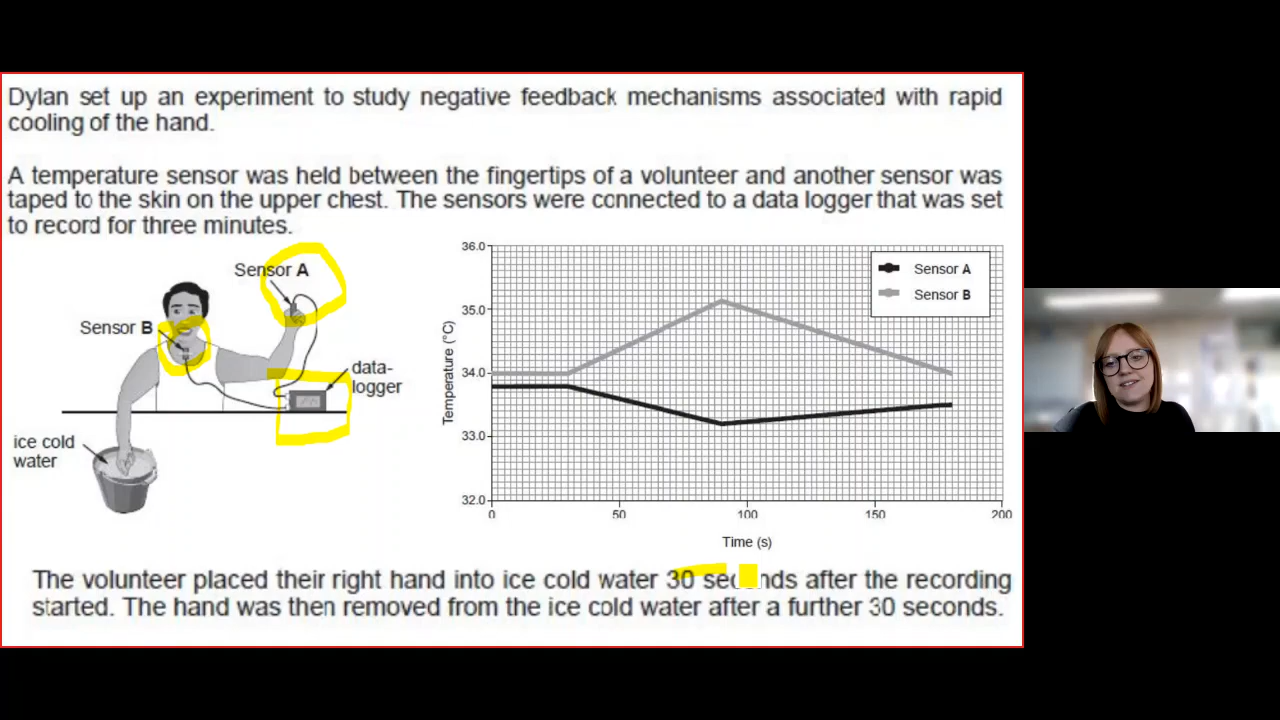 Dylan set up an experiment to study negative feedback mechanisms associated with rapid
cooling of the hand.
A temperature sensor was held between the fingertips of a volunteer and another sensor was
taped to the skin on the upper chest. The sensors were connected to a data logger that was set
to record for three minutes.
Sensor A
Sensor B
data-
logger
ice cold
water
36.0
35.0
34.0
33.0
32.0
Temperature (°C)
0
50
100
150
200
Time (s)
Sensor A
Sensor B
The volunteer placed their right hand into ice cold water 30 seconds after the recording
started. The hand was then removed from the ice cold water after a further 30 seconds.